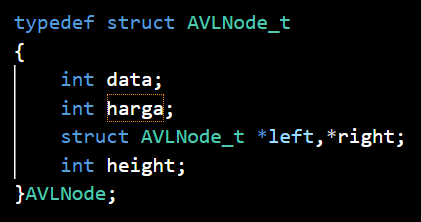 typedef struct AVLNode_t
{
    int data;
    int harga;
    struct AVLNode_t *left,*right;
    int height;
}AVLNode;